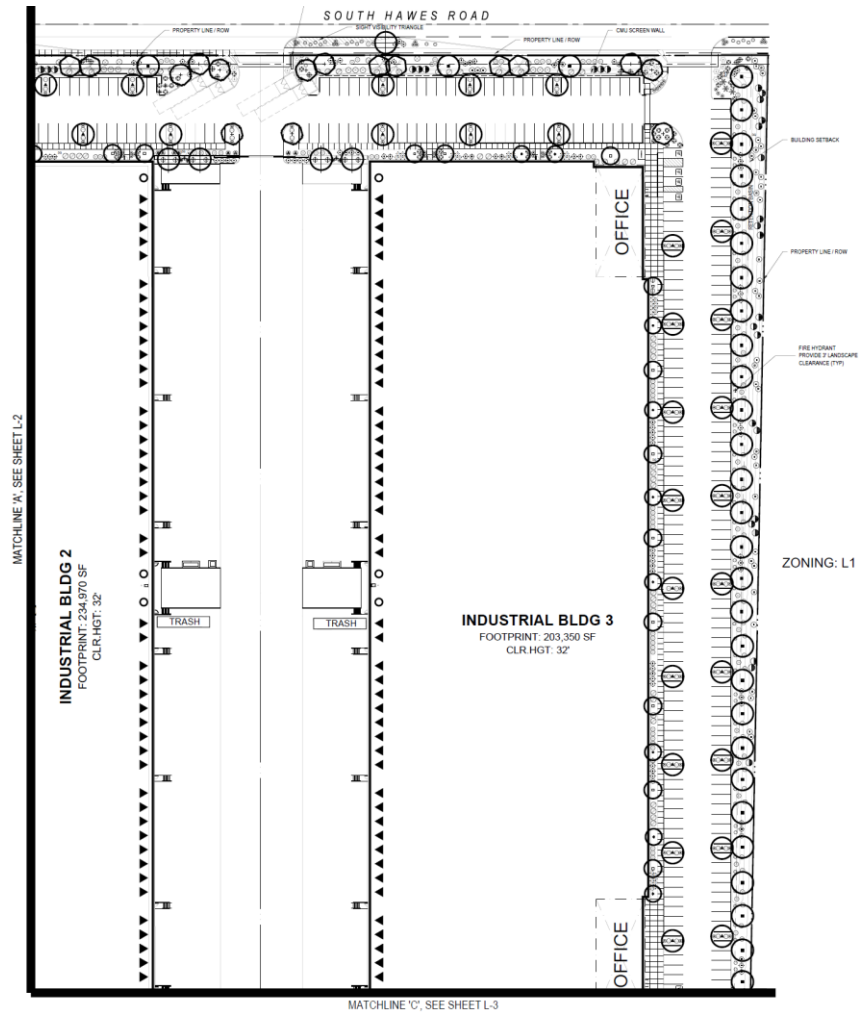 SOUTH HAWES ROAD
PROPERTY LINE / ROW
SIGHT VISIBILITY TRIANGLE
PROPERTY LINE / ROW
CMU SCREEN WALL
BUILDING SETBACK
OFFICE
PROPERTY LINE / ROW
FIRE HYDRANT
PROVIDE 3' LANDSCAPE
CLEARANCE (TYP)
MATCHLINE 'A', SEE SHEET L-2
INDUSTRIAL BLDG 2
FOOTPRINT: 234,970 SF
CLR.HGT: 32'
TRASH
TRASH
INDUSTRIAL BLDG 3
FOOTPRINT: 203,350 SF
CLR.HGT: 32'
ZONING: L1
OFFICE
MATCHLINE 'C', SEE SHEET L-3